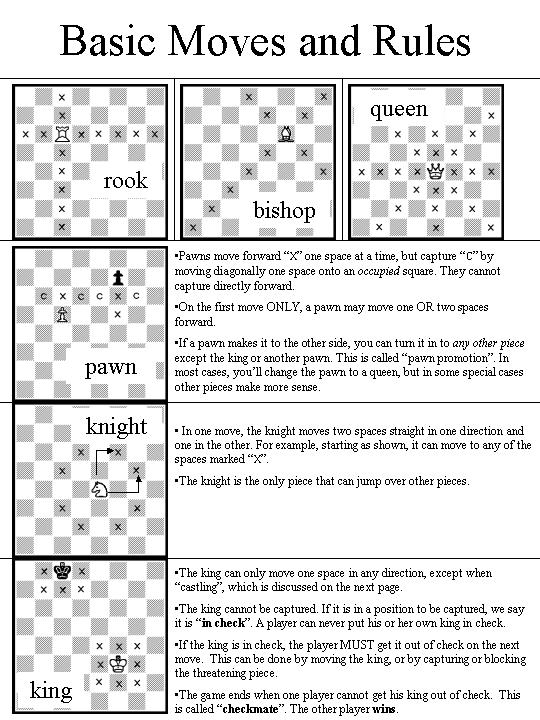 Basic Moves and Rules
rook
bishop
queen
pawn
•Pawns move forward “X” one space at a time, but capture “C” by
moving diagonally one space onto an occupied square. They cannot
capture directly forward.
•On the first move ONLY, a pawn may move one OR two spaces
forward.
•If a pawn makes it to the other side, you can turn it in to any other piece
except the king or another pawn. This is called “pawn promotion”. In
most cases, you’ll change the pawn to a queen, but in some special cases
other pieces make more sense.
knight
• In one move, the knight moves two spaces straight in one direction and
one in the other. For example, starting as shown, it can move to any of the
spaces marked “X”.
•The knight is the only piece that can jump over other pieces.
king
•The king can only move one space in any direction, except when
“castling”, which is discussed on the next page.
•The king cannot be captured. If it is in a position to be captured, we say
it is “in check”. A player can never put his or her own king in check.
•If the king is in check, the player MUST get it out of check on the next
move. This can be done by moving the king, or by capturing or blocking
the threatening piece.
•The game ends when one player cannot get his king out of check. This
is called “checkmate”. The other player wins.